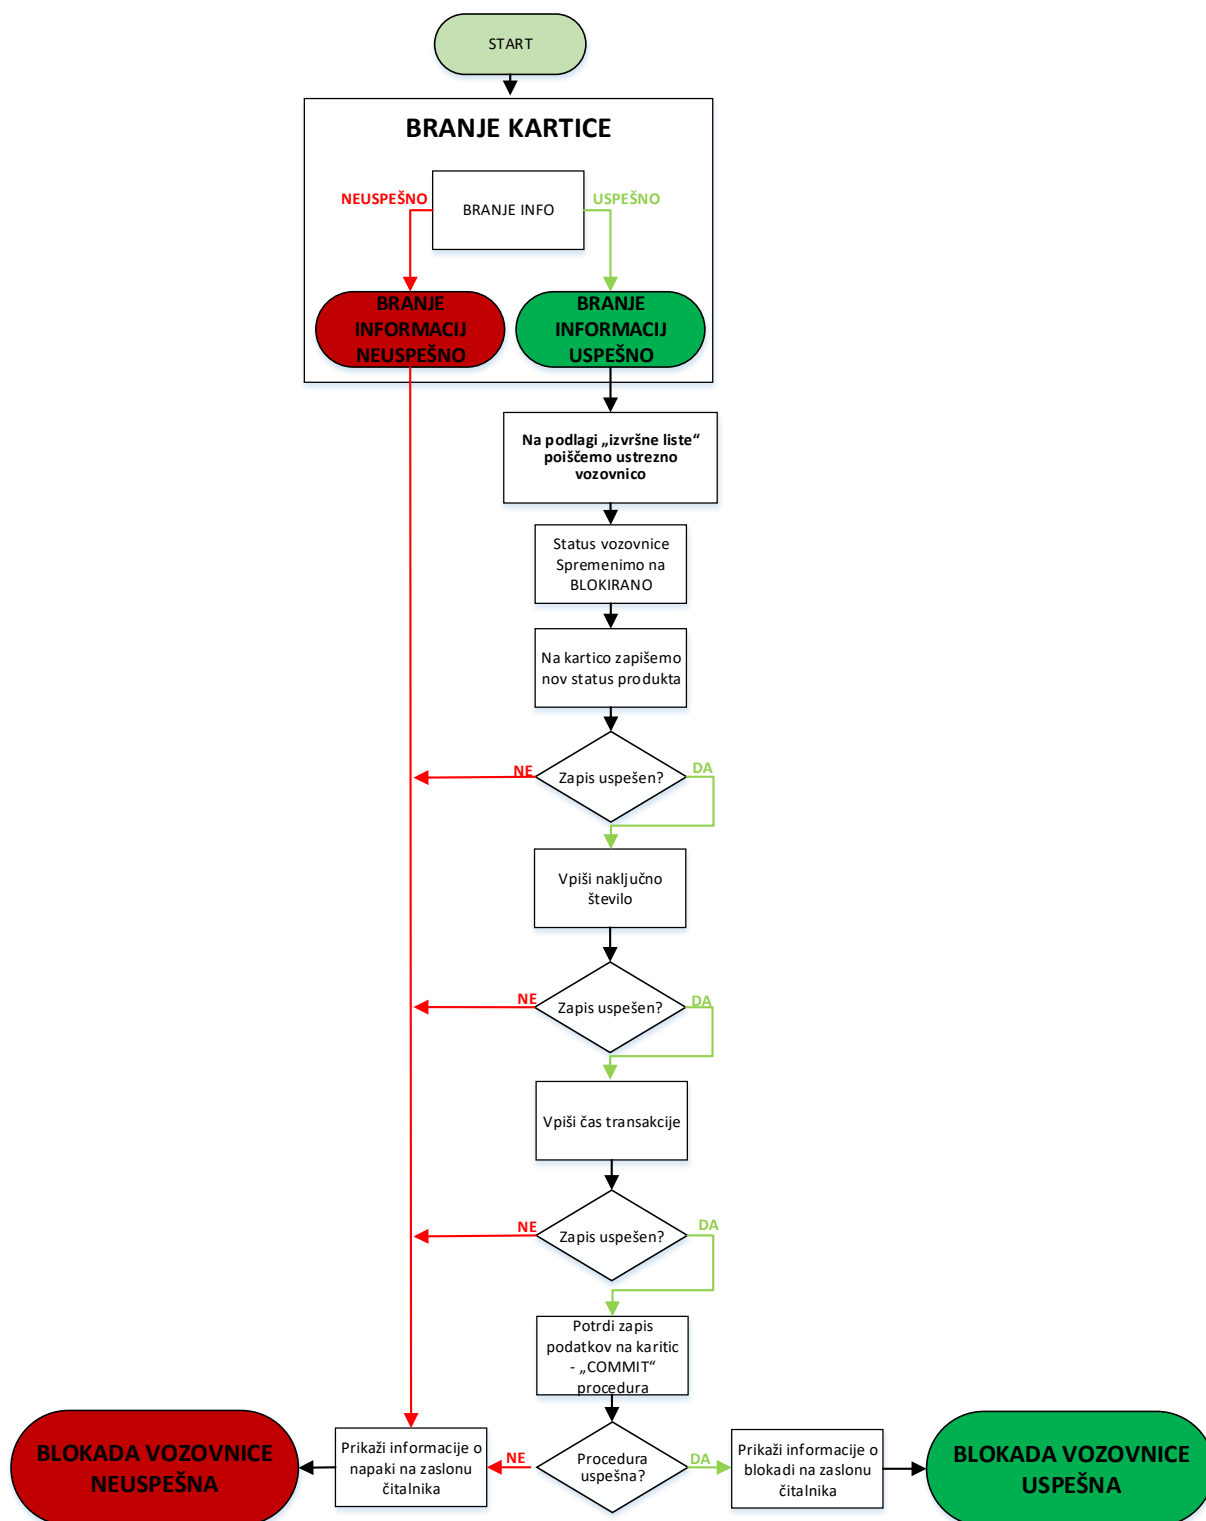 START
BRANJE KARTICE
NEUSPEŠNO
USPEŠNO
BRANJE INFO
BRANJE
INFORMACIJ
NEUSPEŠNO
BRANJE
INFORMACIJ
USPEŠNO
Na podlagi „izvršne liste“
poiščemo ustrezno
vozovnico
Status vozovnice
Spremenimo na
BLOKIRANO
Na kartico zapišemo
nov status produkta
NE
Zapis uspešen?
DA
Vpiši naključno
število
NE
Zapis uspešen?
DA
Vpiši čas transakcije
NE
Zapis uspešen?
DA
Potrdi zapis
podatkov na karitic
- „COMMIT“
procedura
BLOKADA VOZOVNICE
NEUSPEŠNA
Prikaži informacije o
napaki na zaslonu
čitalnika
NE
Procedura
uspešna?
DA
Prikaži informacije o
blokadi na zaslonu
čitalnika
BLOKADA VOZOVNICE
USPEŠNA